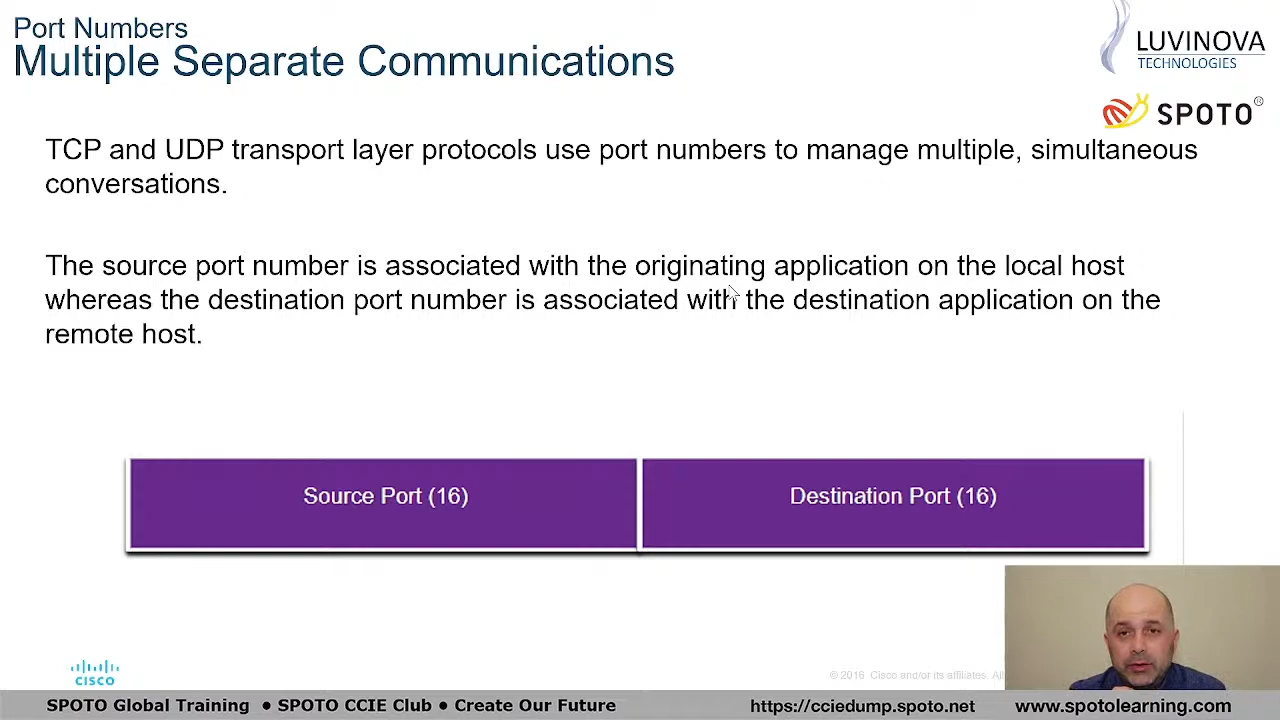 Port Numbers
Multiple Separate Communications
LUVINOVA
TECHNOLOGIES
SPOTO®
TCP and UDP transport layer protocols use port numbers to manage multiple, simultaneous
conversations.
The source port number is associated with the originating application on the local host
whereas the destination port number is associated with the destination application on the
remote host.
Source Port (16)
Destination Port (16)
CISCO
© 2016 Cisco and/or its affiliates. All
SPOTO Global Training ● SPOTO CCIE Club ● Create Our Future
https://cciedump.spoto.net
www.spotolearning.com